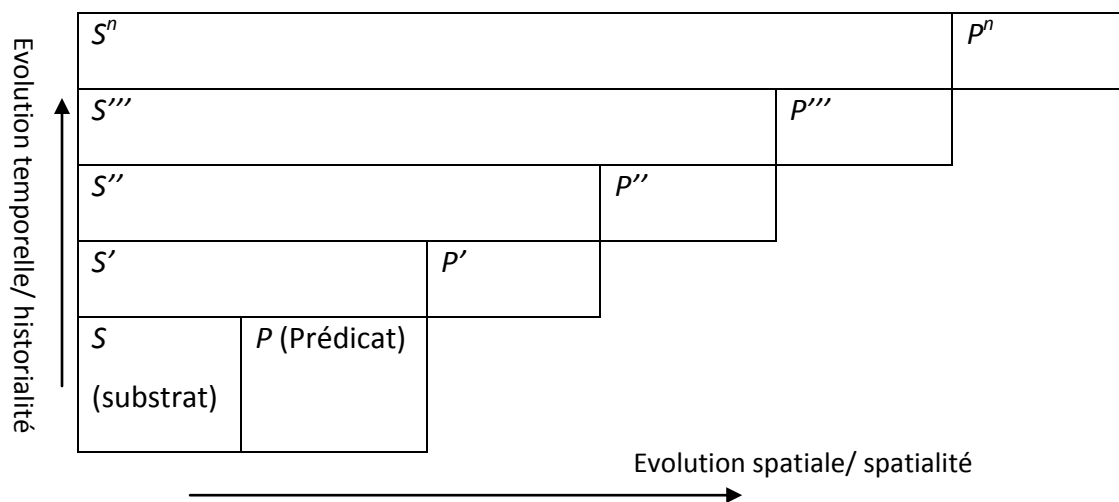 Sⁿ Pⁿ
S''' P'''
S'' P''
S' P'
S P (Prédicat)
(substrat)
Evolution temporelle/ historialité
Evolution spatiale/ spatialité